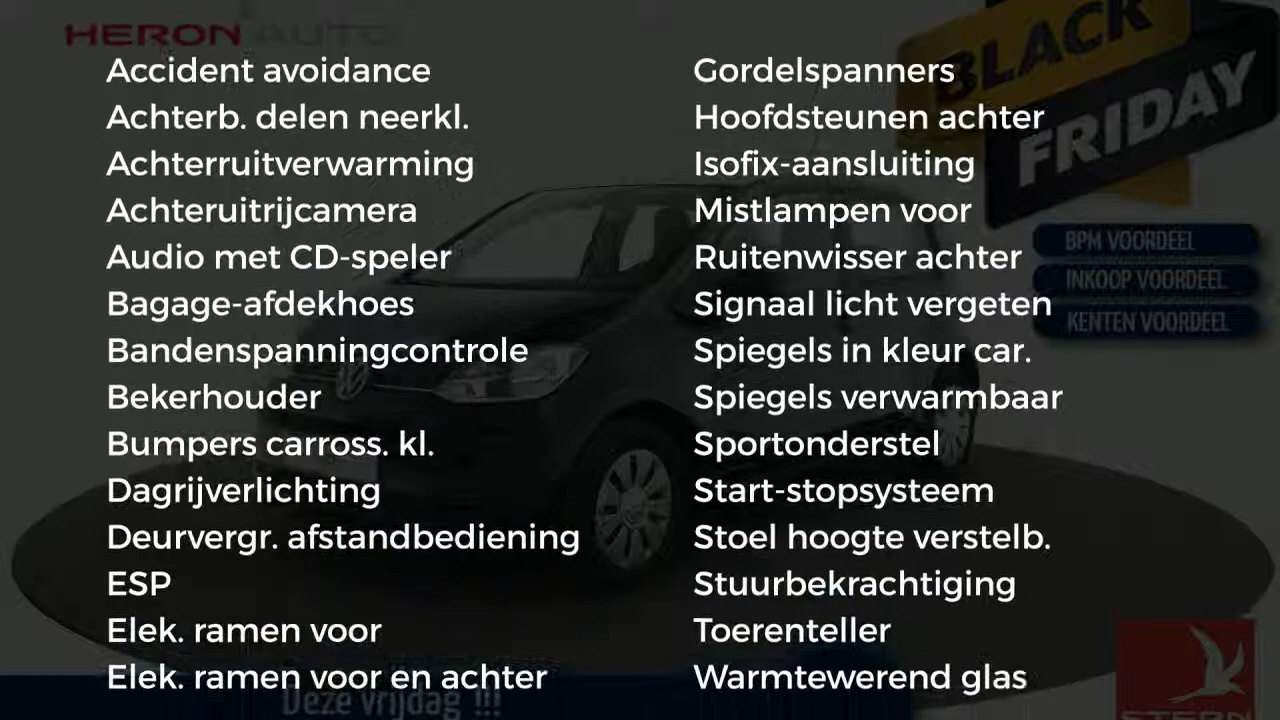 HERON AUTO
Accident avoidance
Achterb. delen neerkl.
Achterruitverwarming
Achteruitrijcamera
Audio met CD-speler
Bagage-afdekhoes
Bandenspanningcontrole
Bekerhouder
Bumpers carross. kl.
Dagrijverlichting
Deurvergr. afstandbediening
ESP
Elek. ramen voor
Elek. ramen voor en achter
Gordelspanners
Hoofdsteunen achter
Isofix-aansluiting
Mistlampen voor
Ruitenwisser achter
Signaal licht vergeten
Spiegels in kleur car.
Spiegels verwarmbaar
Sportonderstel
Start-stopsysteem
Stoel hoogte verstelb.
Stuurbekrachtiging
Toerenteller
Warmtewerend glas
BLACK
FRIDAY
BPM VOORDEEL
INKOOP VOORDEEL
KENTEN VOORDEEL
Deze vrijdag !!!